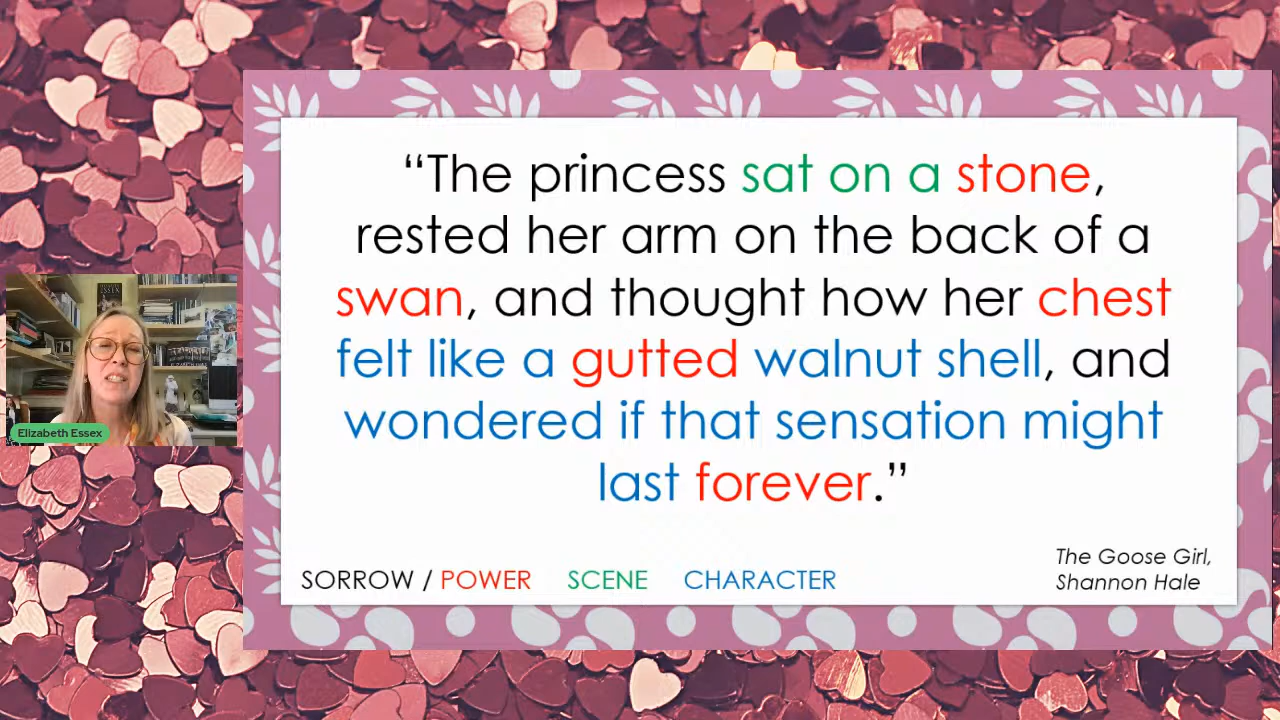 “The princess sat on a stone,
rested her arm on the back of a
swan, and thought how her chest
felt like a gutted walnut shell, and
wondered if that sensation might
last forever.”
SORROW / POWER SCENE CHARACTER
The Goose Girl,
Shannon Hale
Elizabeth Essex